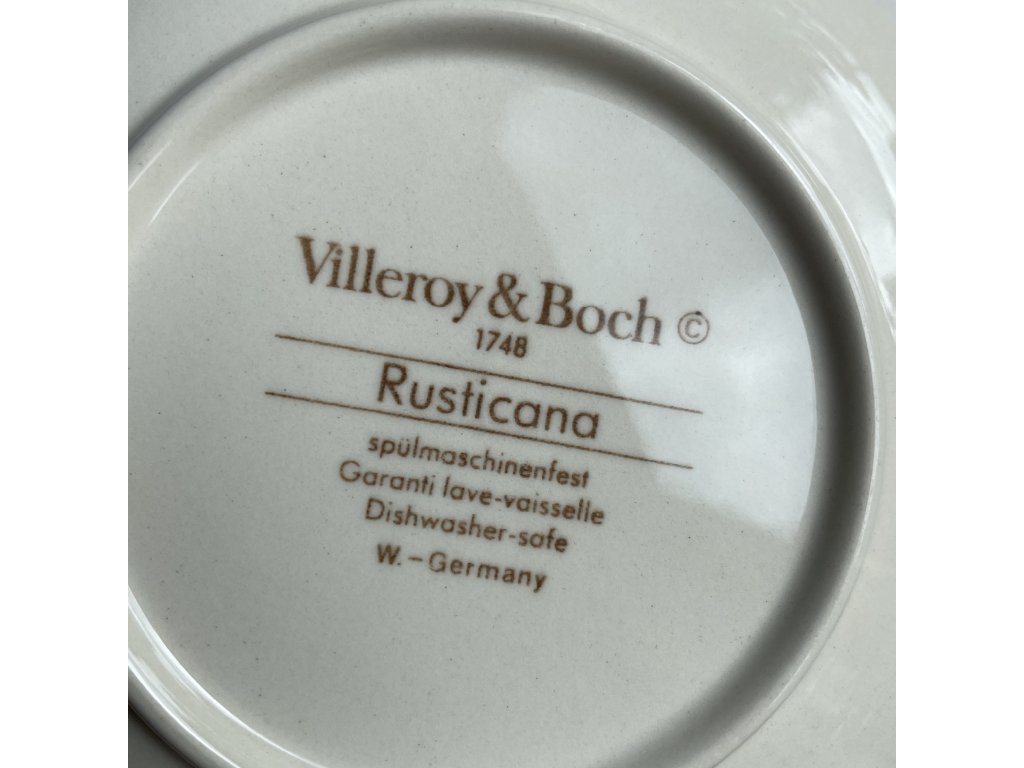 Villeroy & Boch ©
1748
Rusticana
spülmaschinenfest
Garanti lave-vaisselle
Dishwasher-safe
W.-Germany